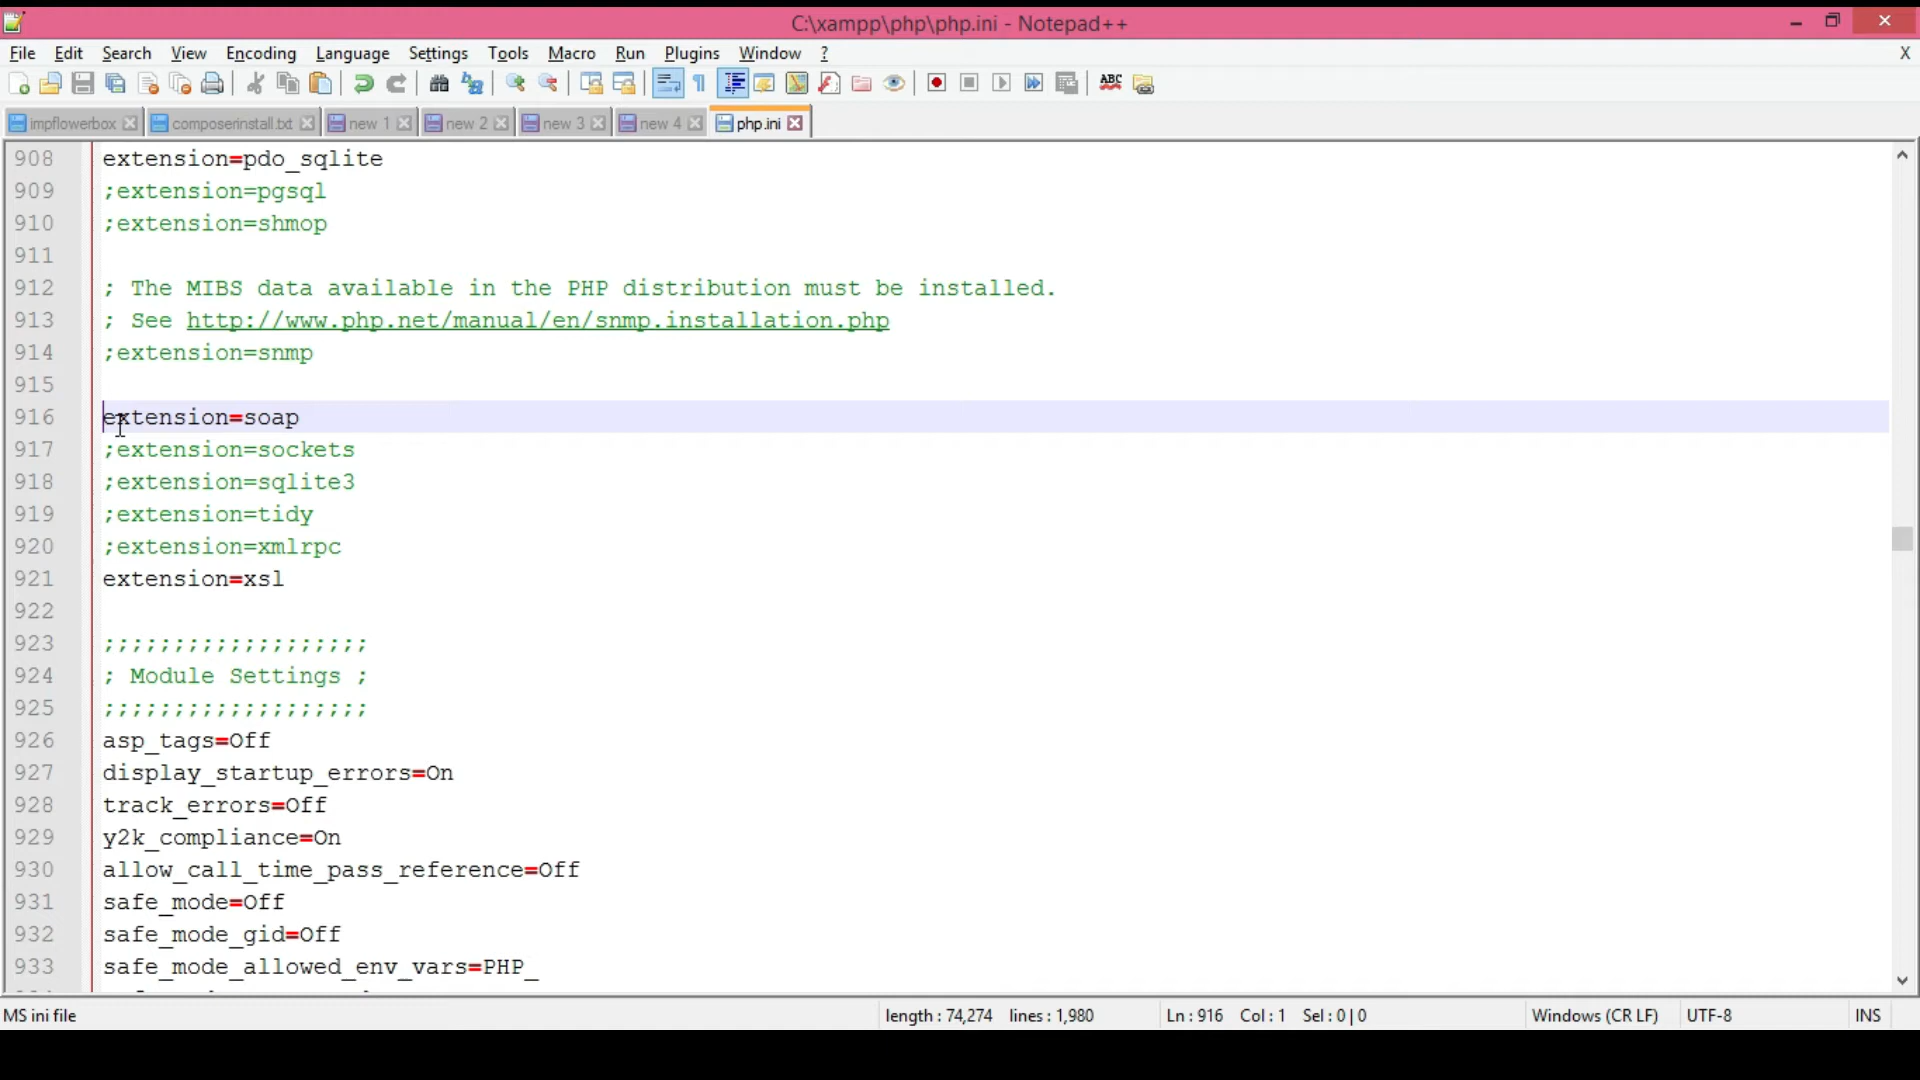 C:\xampp\php\php.ini - Notepad++
File Edit Search View Encoding Language Settings Tools Macro Run Plugins Window ? X
impflowerbox composerinstall.txt new 1 new 2 new 3 new 4 php.ini
908 extension=pdo_sqlite
909 ;extension=pgsql
910 ;extension=shmop
911
912 ; The MIBS data available in the PHP distribution must be installed.
913 ; See http://www.php.net/manual/en/snmp.installation.php
914 ;extension=snmp
915
916 extension=soap
917 ;extension=sockets
918 ;extension=sqlite3
919 ;extension=tidy
920 ;extension=xmlrpc
921 extension=xsl
922
923 ;;;;;;;;;;;;;;;;;;;
924 ; Module Settings ;
925 ;;;;;;;;;;;;;;;;;;;
926 asp_tags=Off
927 display_startup_errors=On
928 track_errors=Off
929 y2k_compliance=On
930 allow_call_time_pass_reference=Off
931 safe_mode=Off
932 safe_mode_gid=Off
933 safe_mode_allowed_env_vars=PHP_
MS ini file length : 74,274 lines : 1,980 Ln : 916 Col : 1 Sel : 0 | 0 Windows (CR LF) UTF-8 INS